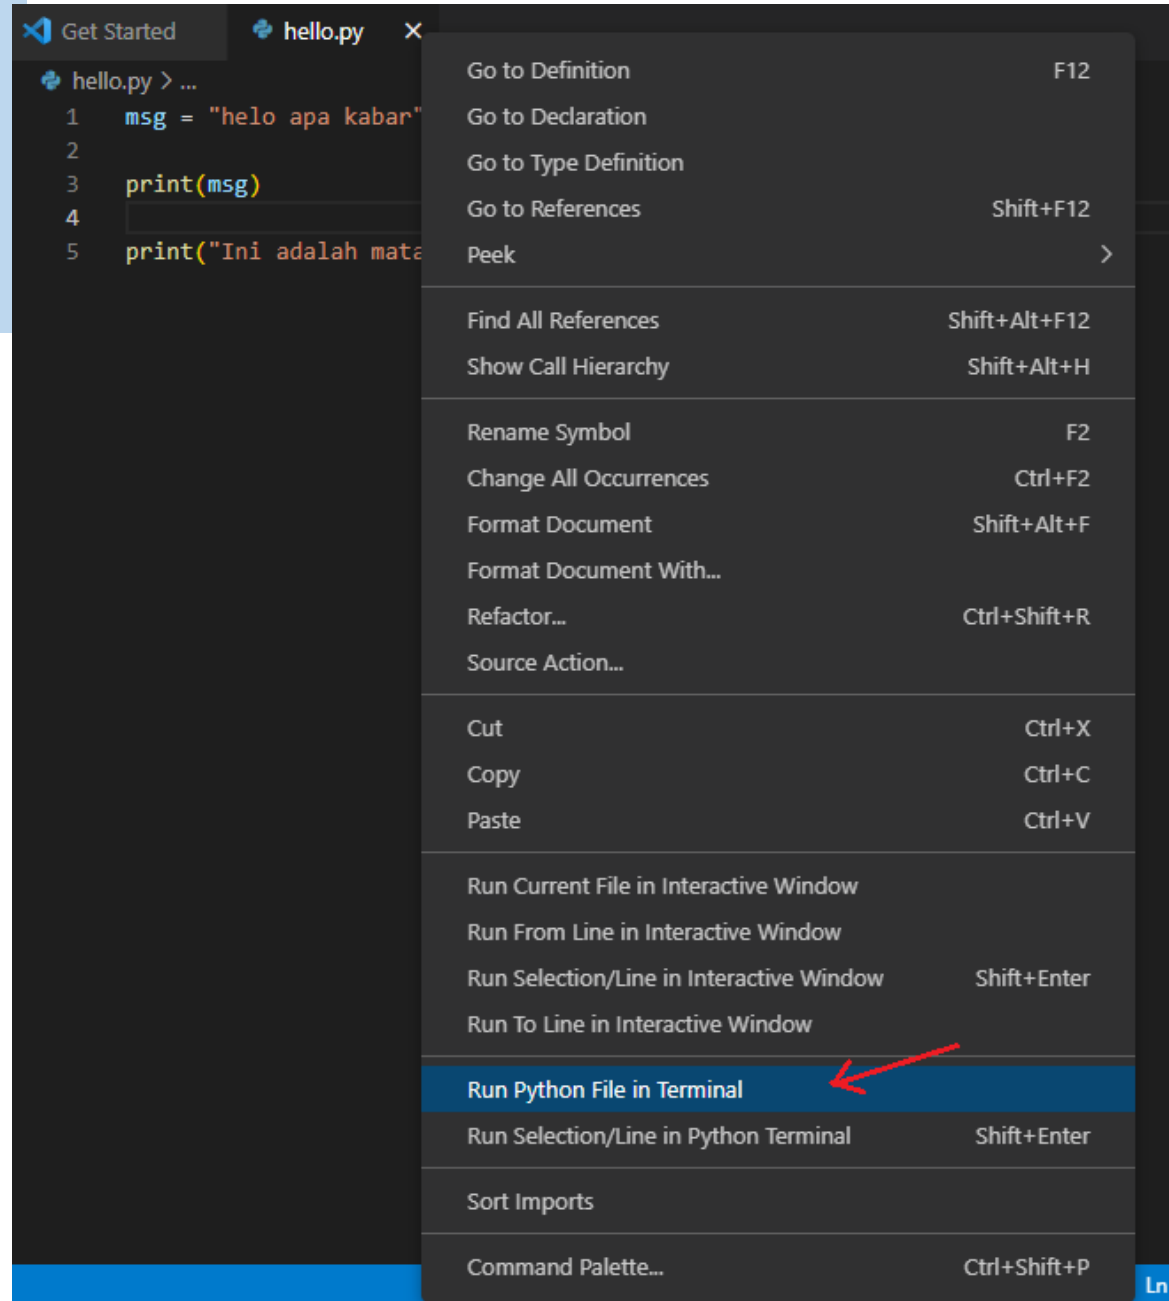 Get Started hello.py
hello.py > ...
1 msg = "helo apa kabar"
2
3 print(msg)
4
5 print("Ini adalah mata
Go to Definition F12
Go to Declaration
Go to Type Definition
Go to References Shift+F12
Peek
Find All References Shift+Alt+F12
Show Call Hierarchy Shift+Alt+H
Rename Symbol F2
Change All Occurrences Ctrl+F2
Format Document Shift+Alt+F
Format Document With...
Refactor... Ctrl+Shift+R
Source Action...
Cut Ctrl+X
Copy Ctrl+C
Paste Ctrl+V
Run Current File in Interactive Window
Run From Line in Interactive Window
Run Selection/Line in Interactive Window Shift+Enter
Run To Line in Interactive Window
Run Python File in Terminal
Run Selection/Line in Python Terminal Shift+Enter
Sort Imports
Command Palette... Ctrl+Shift+P
Ln